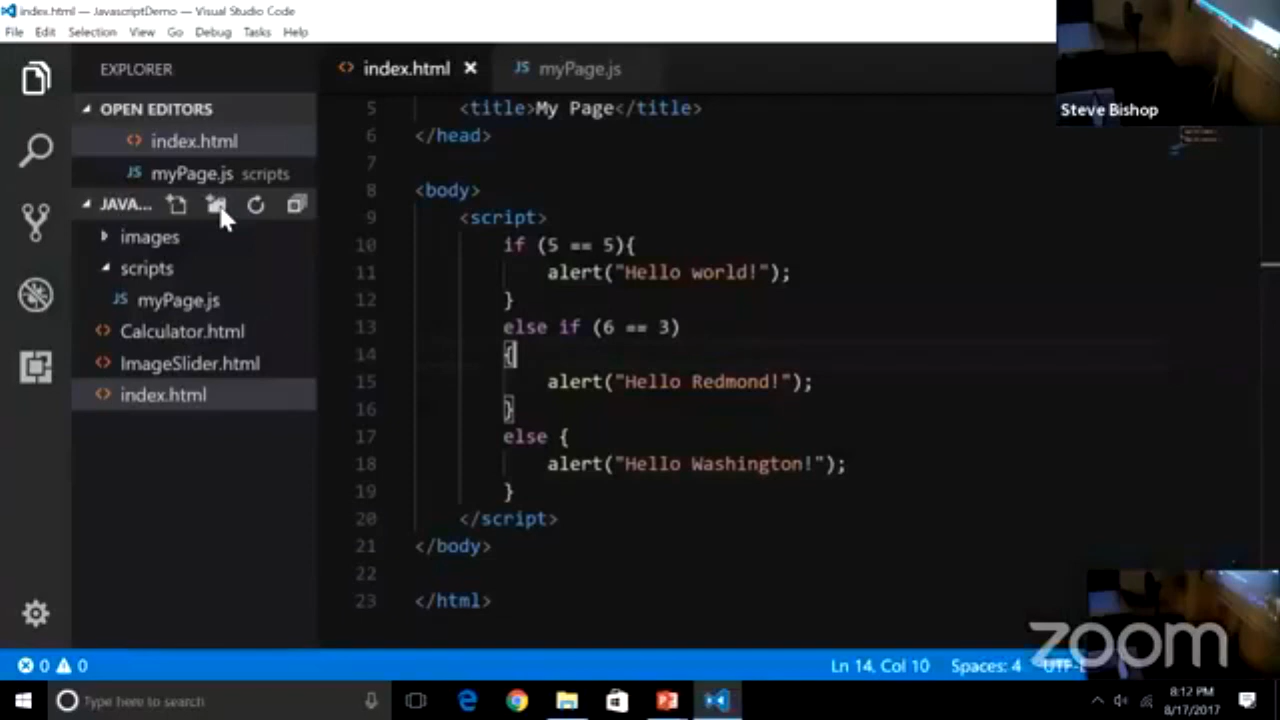 index.html — JavascriptDemo — Visual Studio Code
File Edit Selection View Go Debug Tasks Help
Steve Bishop
EXPLORER
OPEN EDITORS
index.html
myPage.js scripts
JAVA...
images
scripts
myPage.js
Calculator.html
ImageSlider.html
index.html
index.html × JS myPage.js
5 <title>My Page</title>
6 </head>
7
8 <body>
9 <script>
10 if (5 == 5){
11 alert("Hello world!");
12 }
13 else if (6 == 3)
14 {
15 alert("Hello Redmond!");
16 }
17 else {
18 alert("Hello Washington!");
19 }
20 </script>
21 </body>
22
23 </html>
zoom
0 0 Ln 14, Col 10 Spaces: 4
Type here to search
8:12 PM
8/17/2017